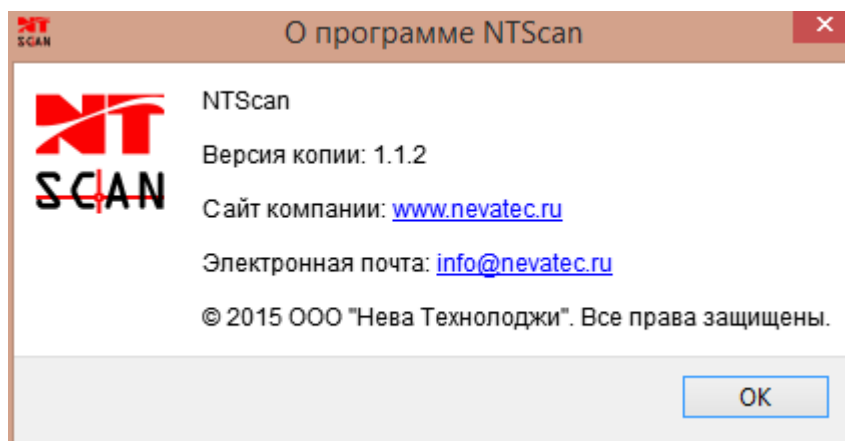 NT
SCAN
О программе NTScan
NT
SCAN
NTScan
Версия копии: 1.1.2
Сайт компании: www.nevatec.ru
Электронная почта: info@nevatec.ru
© 2015 ООО "Нева Технолоджи". Все права защищены.
OK